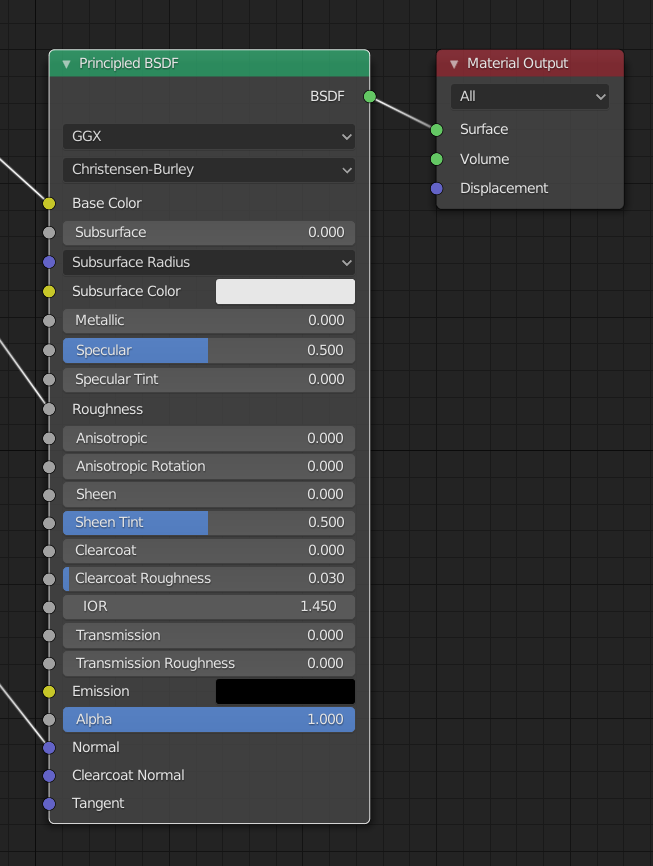 Principled BSDF
BSDF
GGX
Christensen-Burley
Base Color
Subsurface 0.000
Subsurface Radius
Subsurface Color
Metallic 0.000
Specular 0.500
Specular Tint 0.000
Roughness
Anisotropic 0.000
Anisotropic Rotation 0.000
Sheen 0.000
Sheen Tint 0.500
Clearcoat 0.000
Clearcoat Roughness 0.030
IOR 1.450
Transmission 0.000
Transmission Roughness 0.000
Emission
Alpha 1.000
Normal
Clearcoat Normal
Tangent
Material Output
All
Surface
Volume
Displacement